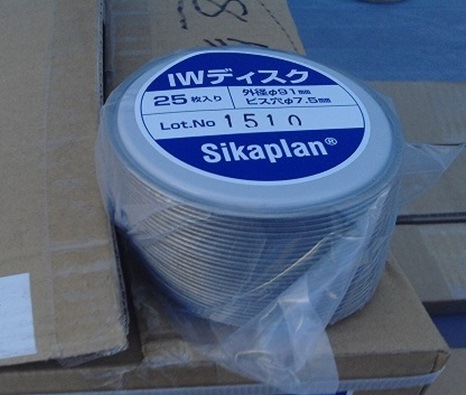 IWディスク
25枚入り
外径φ91mm
ビス穴φ7.5mm
Lot.No 1510
Sikaplan®